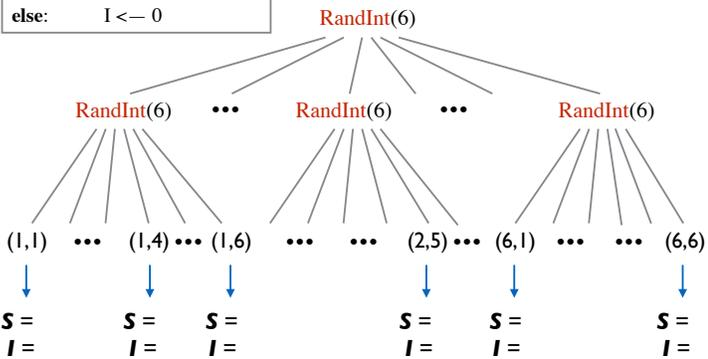 else: I <— 0
RandInt(6)
RandInt(6) ••• RandInt(6) ••• RandInt(6)
(1,1) ••• (1,4) ••• (1,6) ••• ••• (2,5) ••• (6,1) ••• ••• (6,6)
S = S = S = S = S = S =
I = I = I = I = I = I =